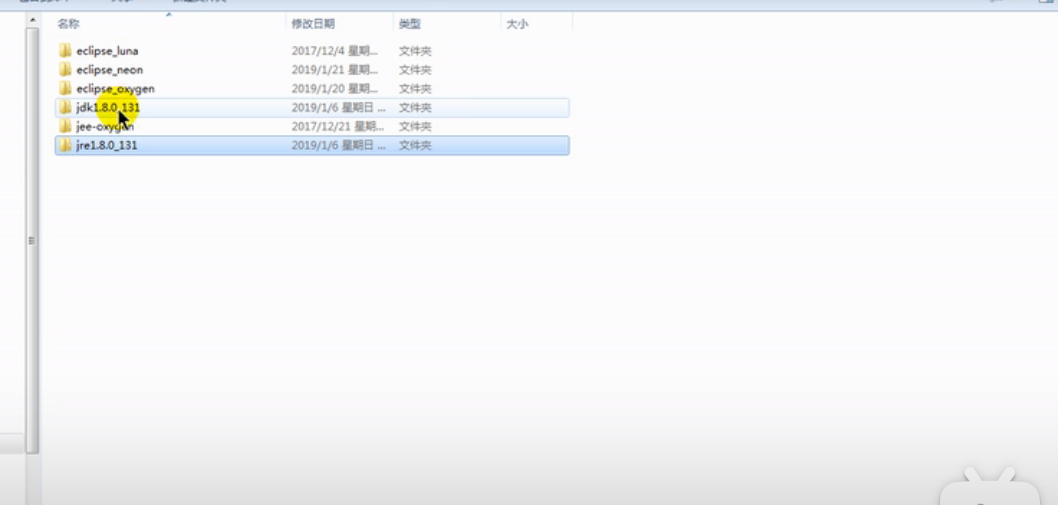 名称 修改日期 类型 大小
eclipse_luna 2017/12/4 星期... 文件夹
eclipse_neon 2019/1/21 星期... 文件夹
eclipse_oxygen 2019/1/20 星期... 文件夹
jdk1.8.0_131 2019/1/6 星期日 ... 文件夹
jee-oxygen 2017/12/21 星期... 文件夹
jre1.8.0_131 2019/1/6 星期日 ... 文件夹